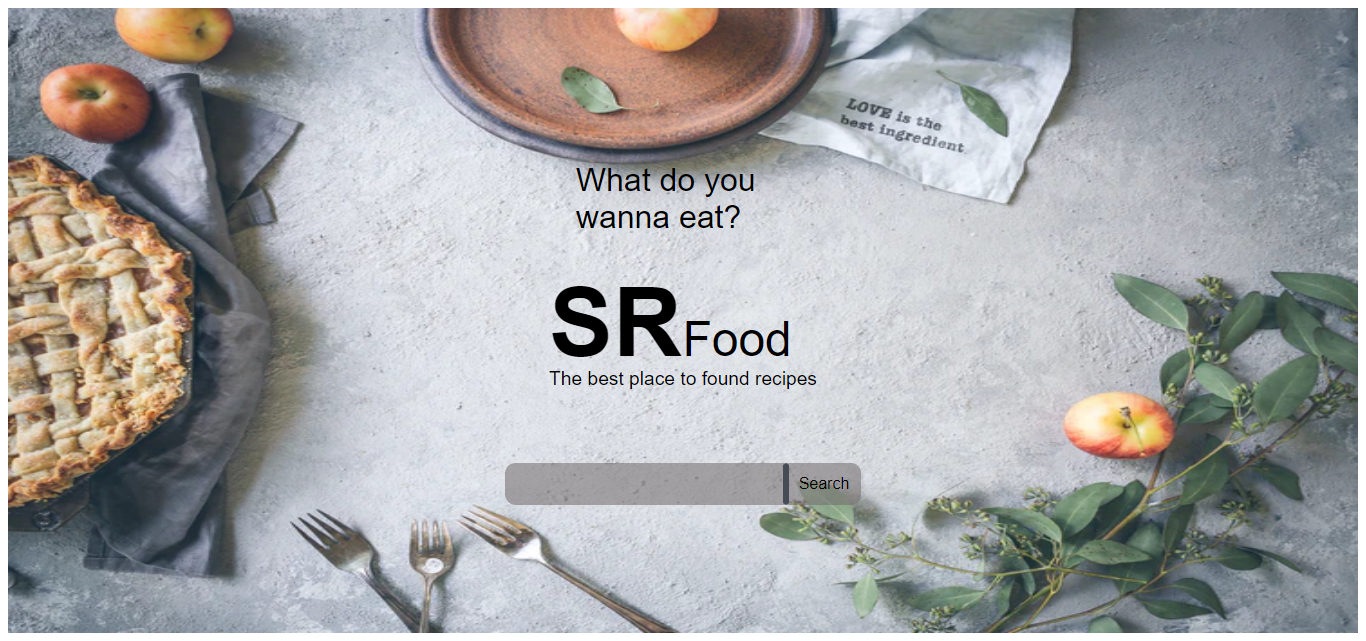 LOVE is the
best ingredient
What do you
wanna eat?
SRFood
The best place to found recipes
Search